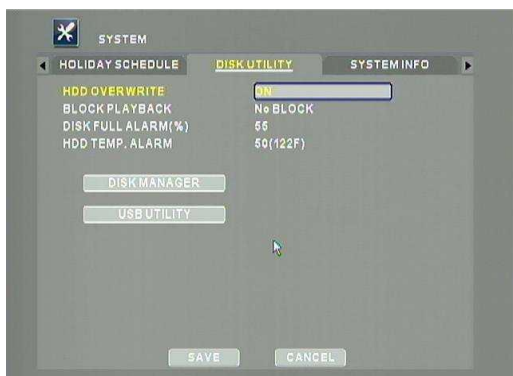 SYSTEM
HOLIDAY SCHEDULE DISK UTILITY SYSTEM INFO
HDD OVERWRITE ON
BLOCK PLAYBACK No BLOCK
DISK FULL ALARM(%) 55
HDD TEMP. ALARM 50(122F)
DISK MANAGER
USB UTILITY
SAVE CANCEL